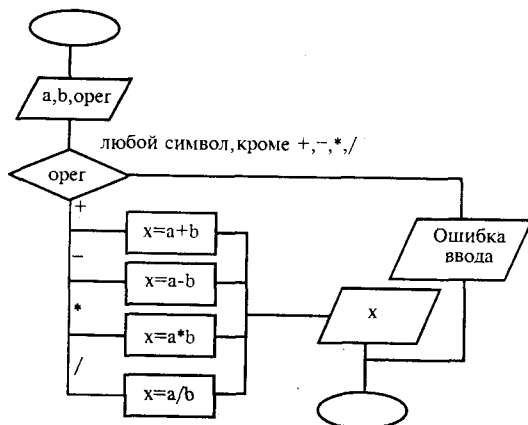 a,b,oper
любой символ,кроме +,-,*,/
oper
+
x=a+b
Ошибка
ввода
-
x=a-b
x
*
x=a*b
/
x=a/b